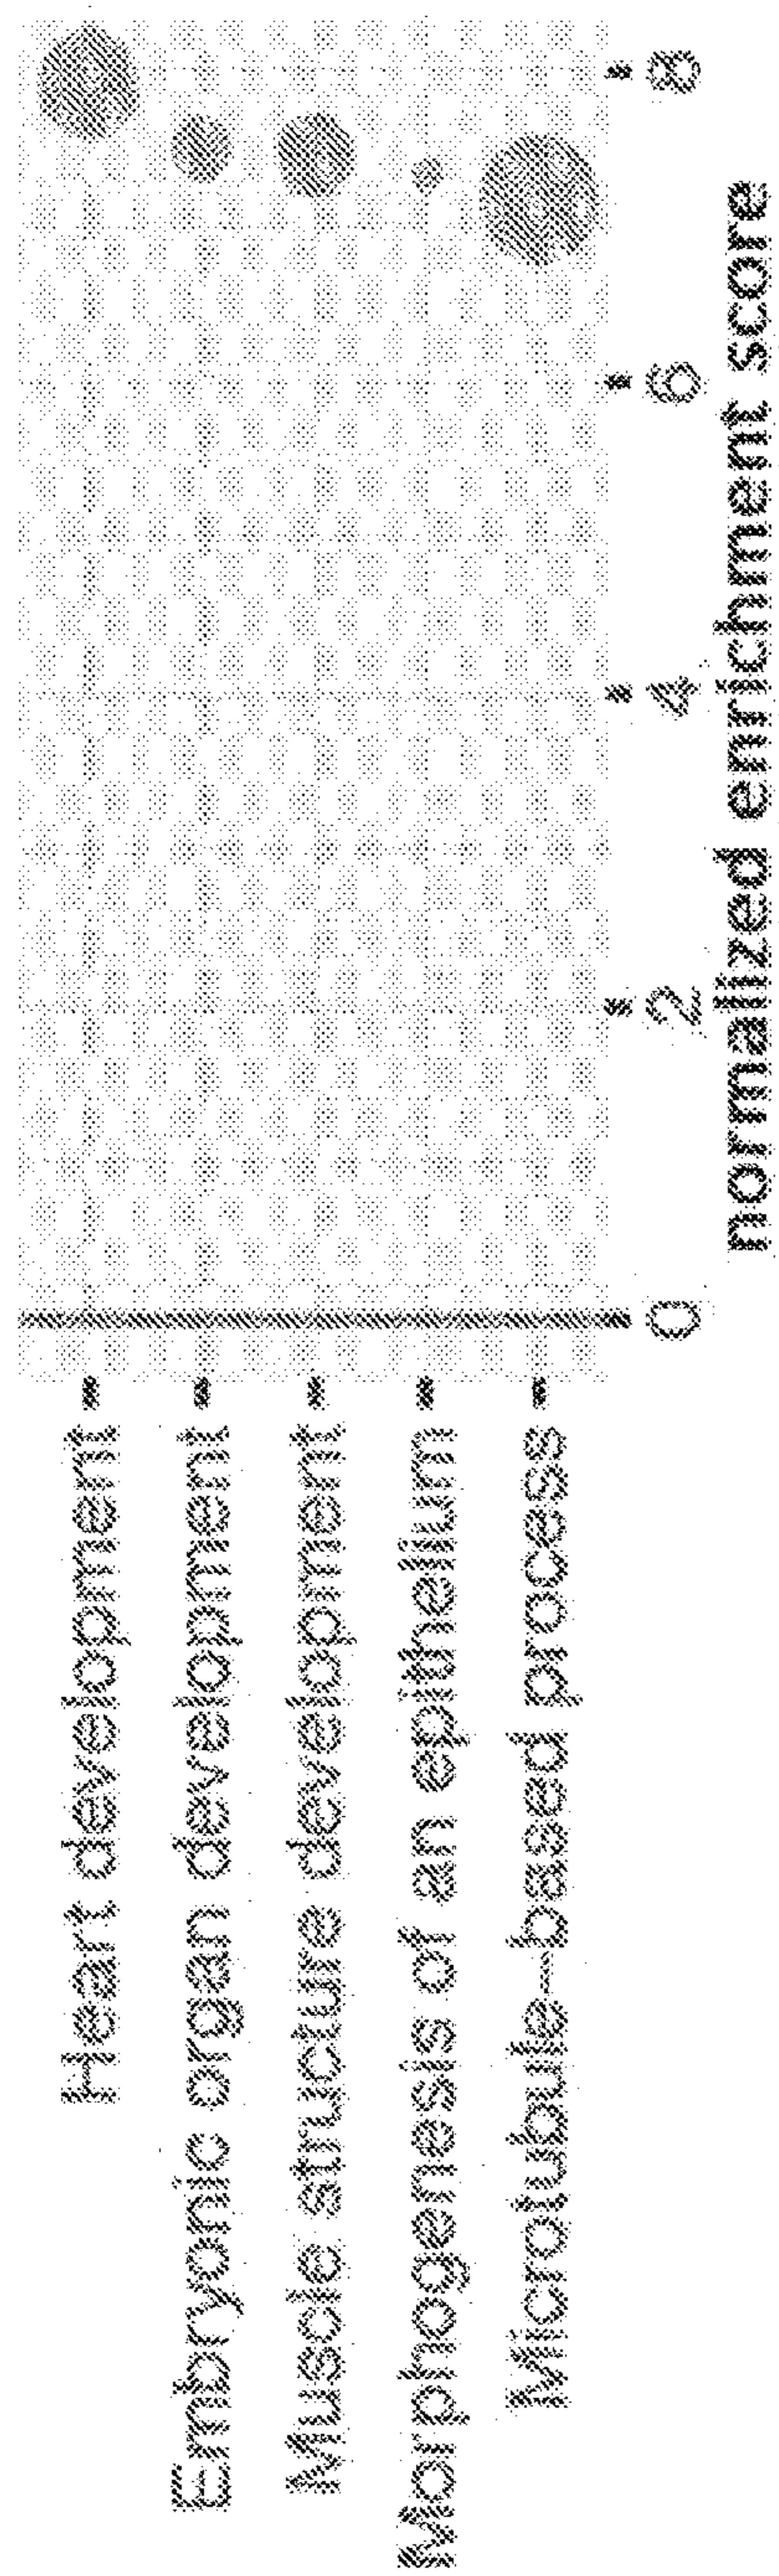 Heart development
Embryonic organ development
Muscle structure development
Morphogenesis of an epithelium
Microtubule–based process
0 2 4 6 8
normalized enrichment score